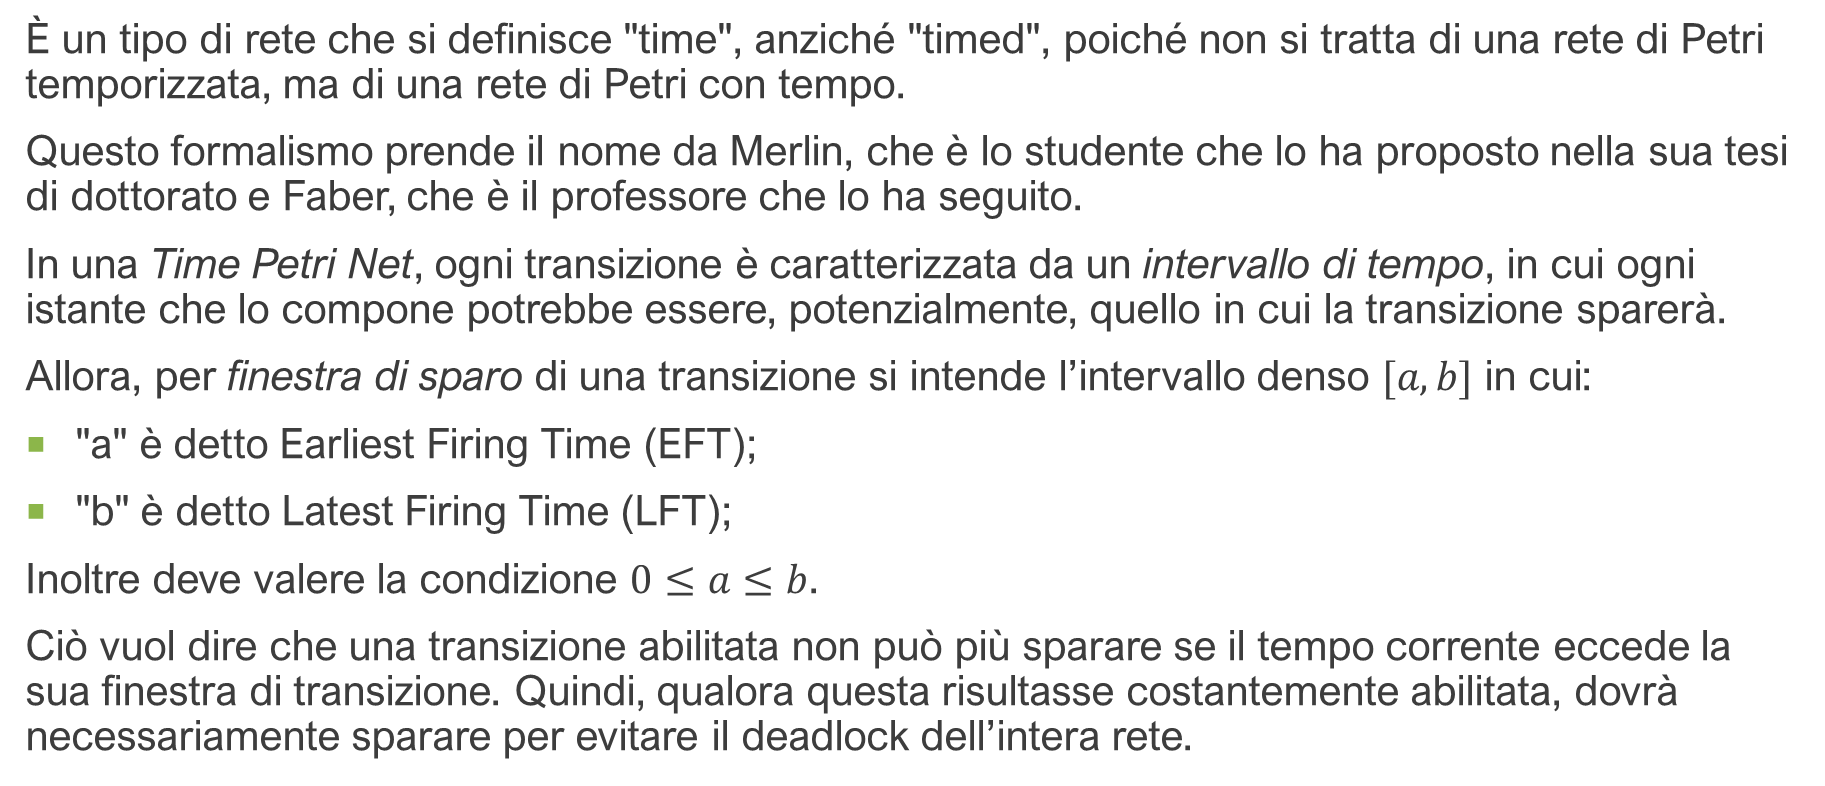 È un tipo di rete che si definisce "time", anziché "timed", poiché non si tratta di una rete di Petri
temporizzata, ma di una rete di Petri con tempo.
Questo formalismo prende il nome da Merlin, che è lo studente che lo ha proposto nella sua tesi
di dottorato e Faber, che è il professore che lo ha seguito.
In una Time Petri Net, ogni transizione è caratterizzata da un intervallo di tempo, in cui ogni
istante che lo compone potrebbe essere, potenzialmente, quello in cui la transizione sparerà.
Allora, per finestra di sparo di una transizione si intende l’intervallo denso [a, b] in cui:
▪ "a" è detto Earliest Firing Time (EFT);
▪ "b" è detto Latest Firing Time (LFT);
Inoltre deve valere la condizione 0 ≤ a ≤ b.
Ciò vuol dire che una transizione abilitata non può più sparare se il tempo corrente eccede la
sua finestra di transizione. Quindi, qualora questa risultasse costantemente abilitata, dovrà
necessariamente sparare per evitare il deadlock dell’intera rete.